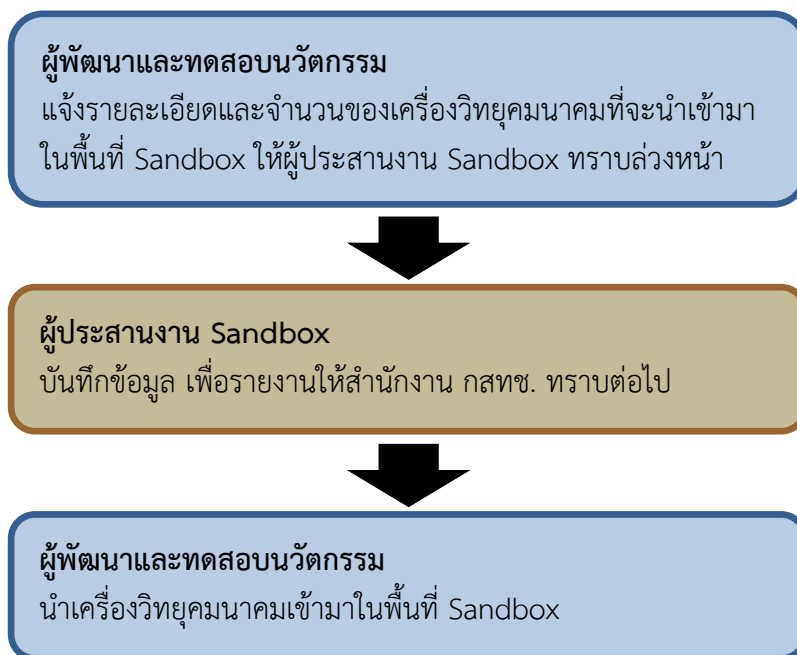 ผู้พัฒนาและทดสอบนวัตกรรม
แจ้งรายละเอียดและจำนวนของเครื่องวิทยุคมนาคมที่จะนำเข้ามา
ในพื้นที่ Sandbox ให้ผู้ประสานงาน Sandbox ทราบล่วงหน้า
ผู้ประสานงาน Sandbox
บันทึกข้อมูล เพื่อรายงานให้สำนักงาน กสทช. ทราบต่อไป
ผู้พัฒนาและทดสอบนวัตกรรม
นำเครื่องวิทยุคมนาคมเข้ามาในพื้นที่ Sandbox